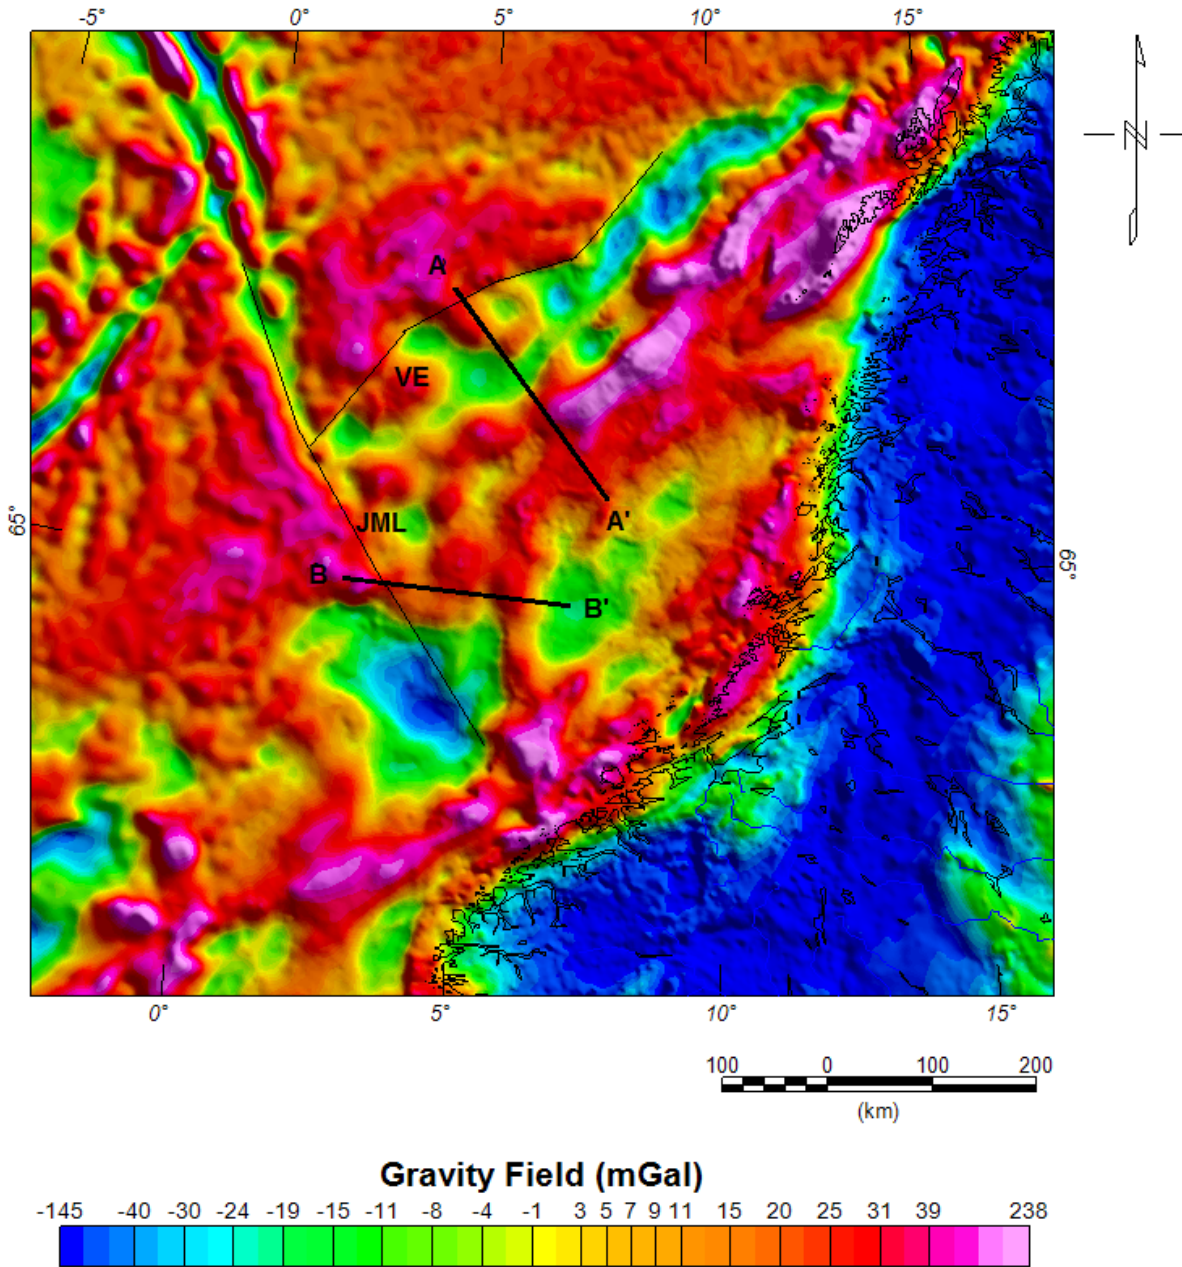 -5° 0° 5° 10° 15°
N
A
VE
65°
JML
A'
65°
B
B'
0° 5° 10° 15°
100 0 100 200
(km)
Gravity Field (mGal)
-145 -40 -30 -24 -19 -15 -11 -8 -4 -1 3 5 7 9 11 15 20 25 31 39 238